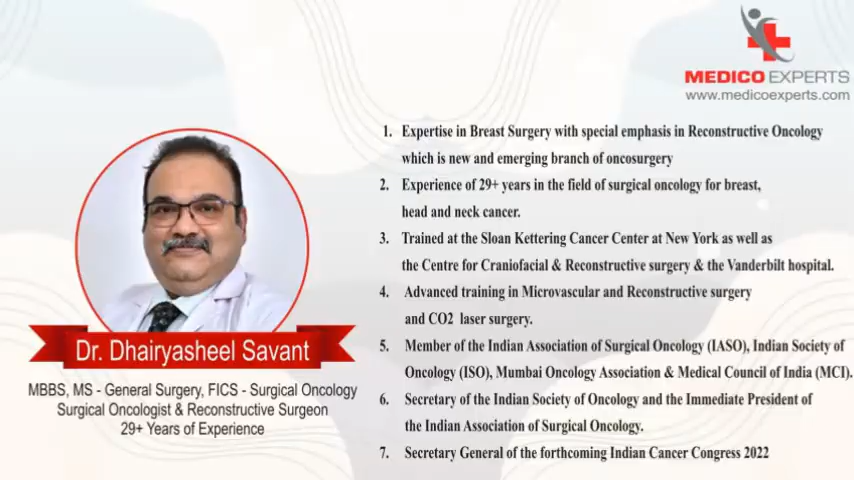 MEDICO EXPERTS
www.medicoexperts.com
Dr. Dhairyasheel Savant
MBBS, MS - General Surgery, FICS - Surgical Oncology
Surgical Oncologist & Reconstructive Surgeon
29+ Years of Experience
1. Expertise in Breast Surgery with special emphasis in Reconstructive Oncology
which is new and emerging branch of oncosurgery
2. Experience of 29+ years in the field of surgical oncology for breast,
head and neck cancer.
3. Trained at the Sloan Kettering Cancer Center at New York as well as
the Centre for Craniofacial & Reconstructive surgery & the Vanderbilt hospital.
4. Advanced training in Microvascular and Reconstructive surgery
and CO2 laser surgery.
5. Member of the Indian Association of Surgical Oncology (IASO), Indian Society of
Oncology (ISO), Mumbai Oncology Association & Medical Council of India (MCI).
6. Secretary of the Indian Society of Oncology and the Immediate President of
the Indian Association of Surgical Oncology.
7. Secretary General of the forthcoming Indian Cancer Congress 2022